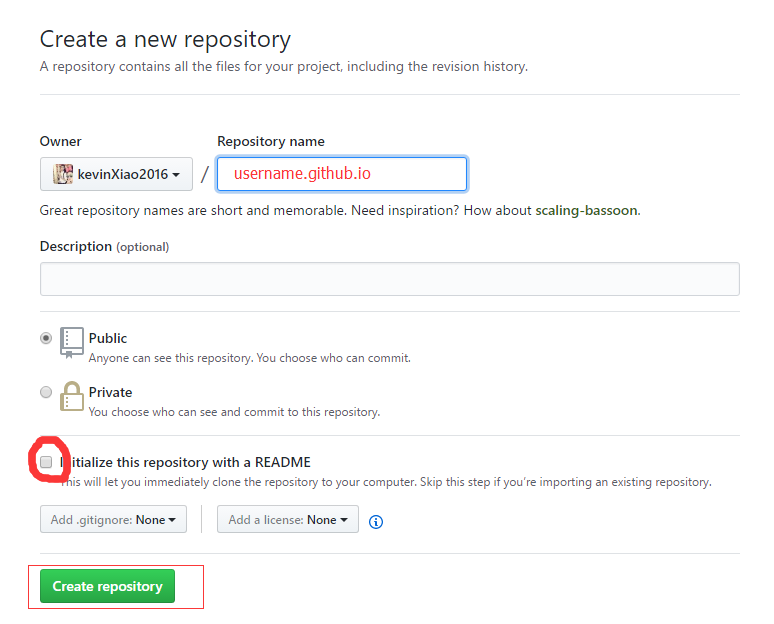 Create a new repository
A repository contains all the files for your project, including the revision history.
Owner
Repository name
kevinXiao2016
/
username.github.io
Great repository names are short and memorable. Need inspiration? How about scaling-bassoon.
Description (optional)
Public
Anyone can see this repository. You choose who can commit.
Private
You choose who can see and commit to this repository.
Initialize this repository with a README
This will let you immediately clone the repository to your computer. Skip this step if you're importing an existing repository.
Add .gitignore: None
Add a license: None
Create repository